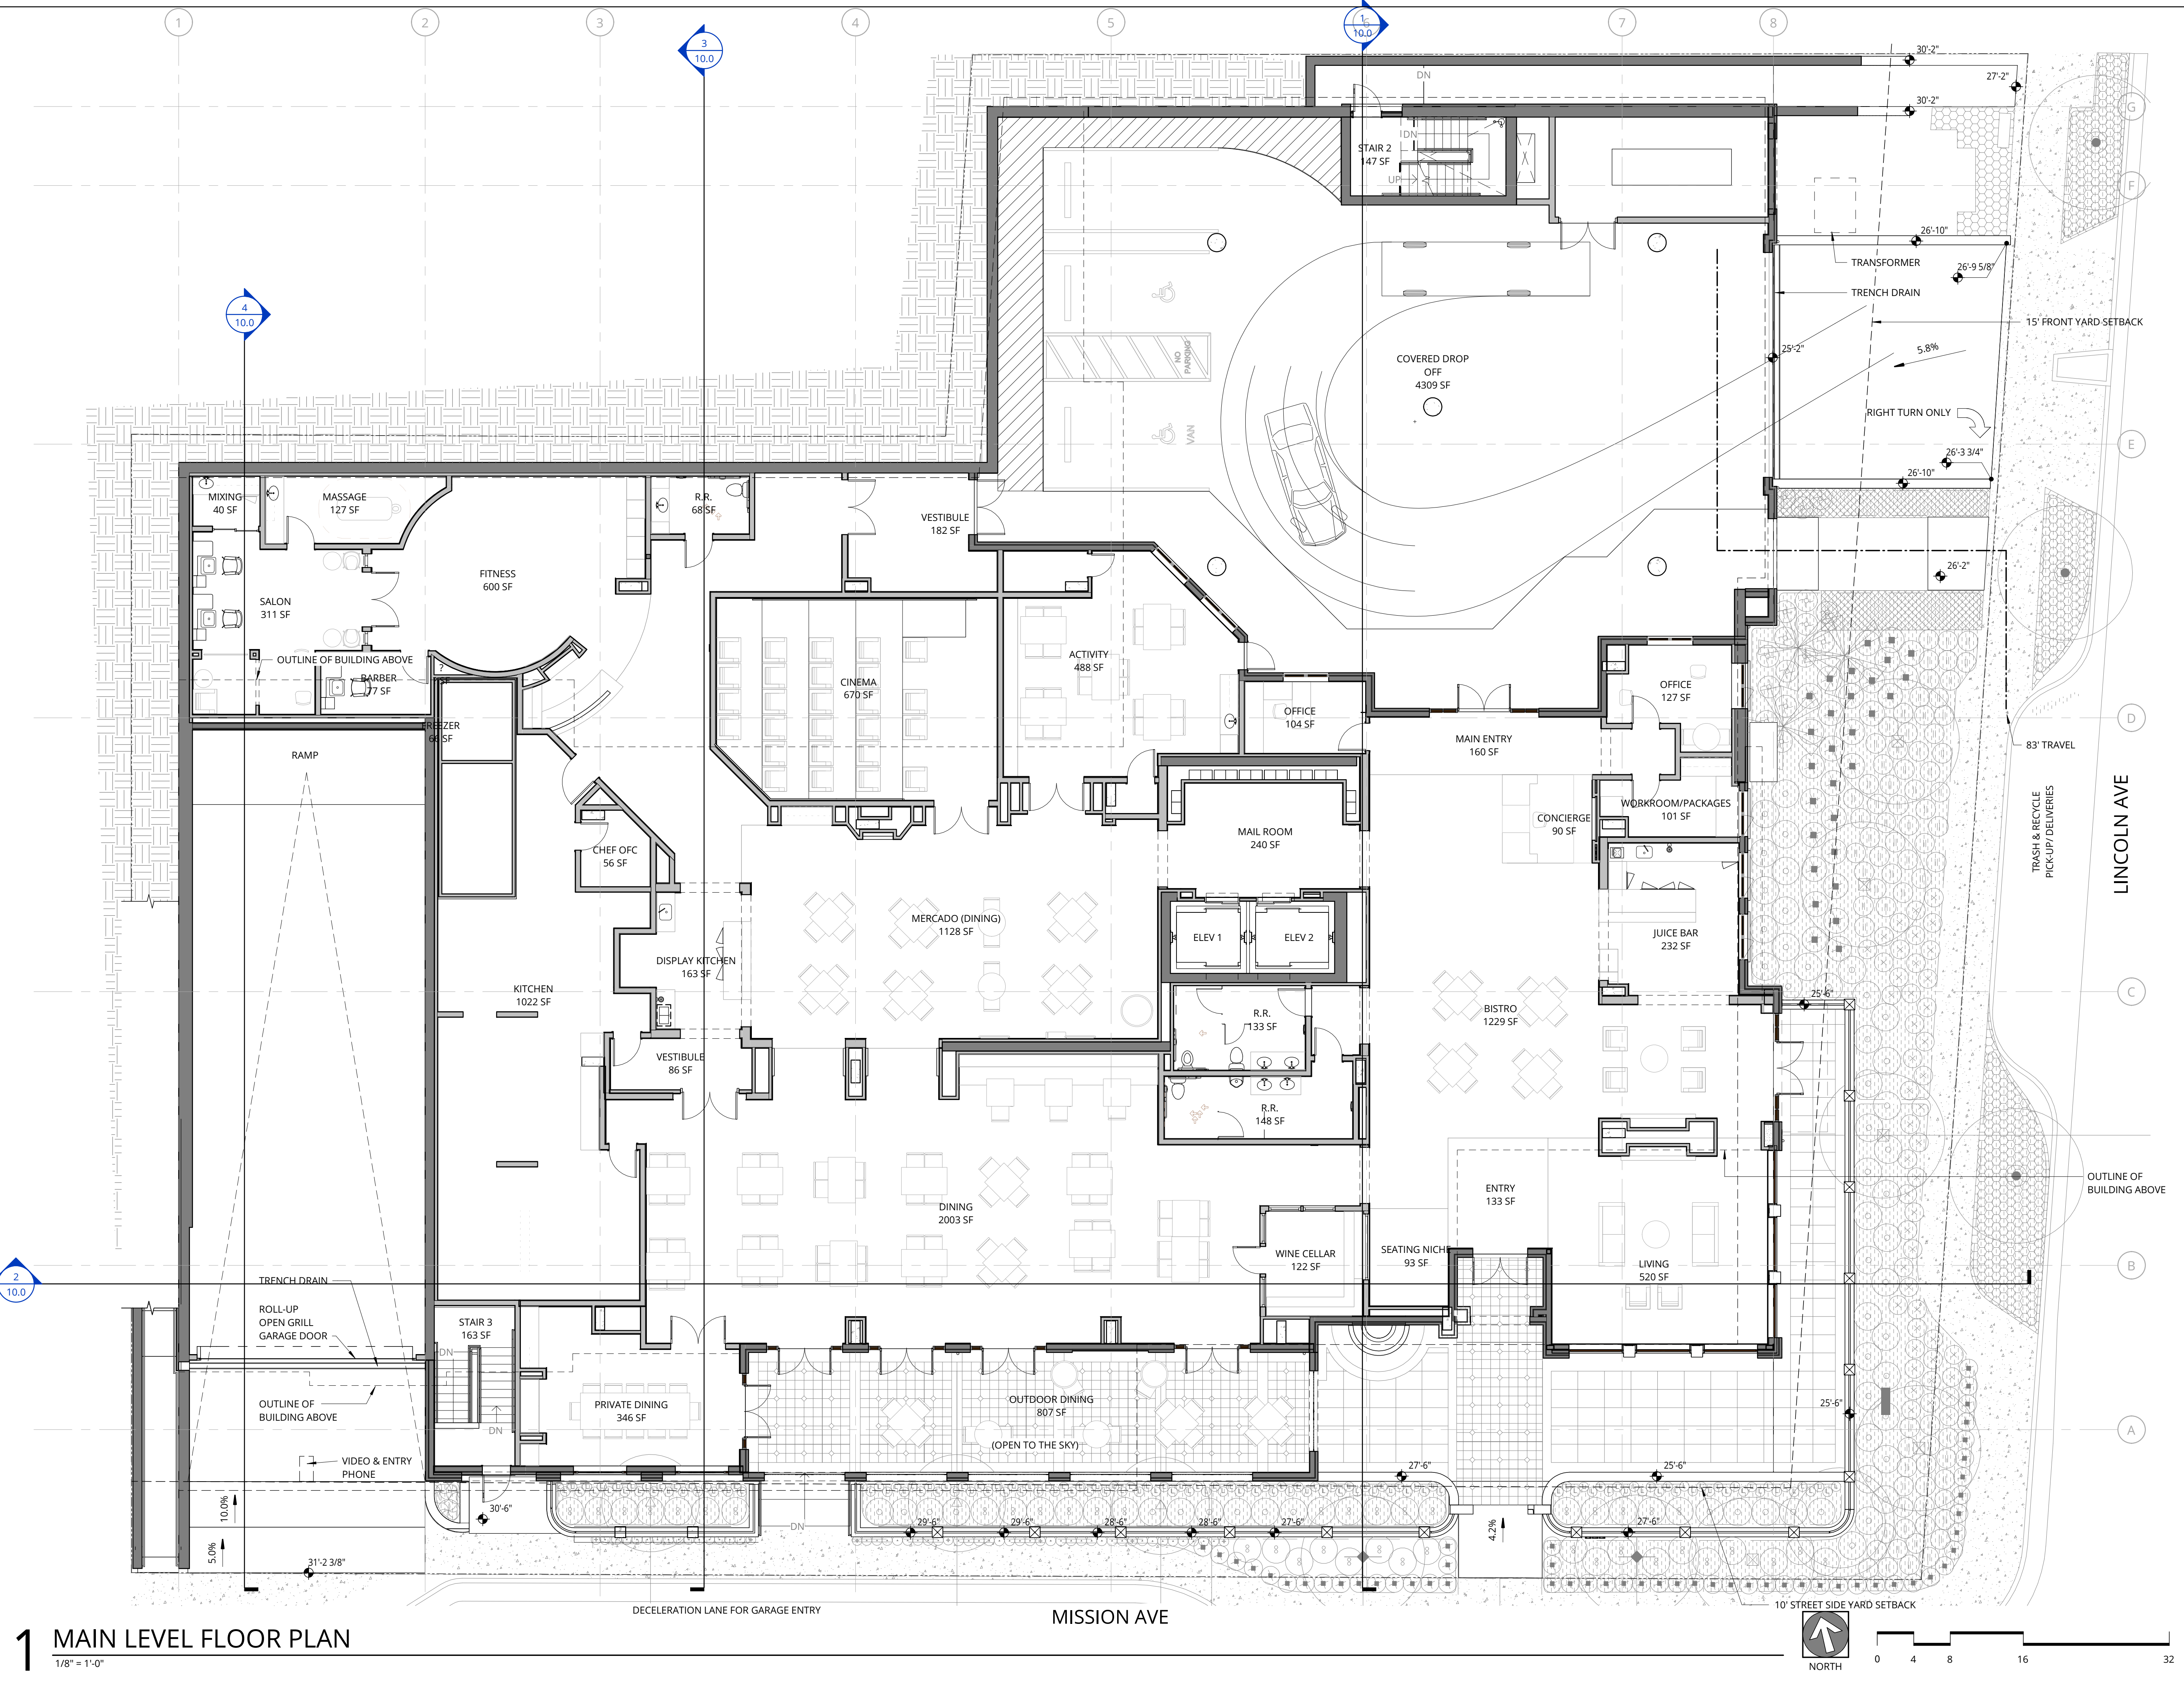 1
2
3
4
5
6
7
8
1
10.0
3
10.0
4
10.0
2
10.0
G
F
E
D
C
B
A
30'-2"
27'-2"
30'-2"
DN
DN
STAIR 2
147 SF
UP
26'-10"
26'-9 5/8"
TRANSFORMER
TRENCH DRAIN
15' FRONT YARD SETBACK
25'-2"
5.8%
NO
PARKING
VAN
COVERED DROP
OFF
4309 SF
RIGHT TURN ONLY
26'-3 3/4"
26'-10"
26'-2"
MIXING
40 SF
MASSAGE
127 SF
R.R.
68 SF
VESTIBULE
182 SF
FITNESS
600 SF
SALON
311 SF
OUTLINE OF BUILDING ABOVE
BARBER
77 SF
?
SF
FREEZER
66 SF
CINEMA
670 SF
ACTIVITY
488 SF
OFFICE
104 SF
OFFICE
127 SF
MAIN ENTRY
160 SF
83' TRAVEL
RAMP
WORKROOM/PACKAGES
101 SF
CONCIERGE
90 SF
MAIL ROOM
240 SF
CHEF OFC
56 SF
TRASH & RECYCLE
PICK-UP/ DELIVERIES
LINCOLN AVE
MERCADO (DINING)
1128 SF
ELEV 1
ELEV 2
JUICE BAR
232 SF
DISPLAY KITCHEN
163 SF
KITCHEN
1022 SF
25'-6"
BISTRO
1229 SF
R.R.
133 SF
VESTIBULE
86 SF
R.R.
148 SF
OUTLINE OF
BUILDING ABOVE
ENTRY
133 SF
DINING
2003 SF
WINE CELLAR
122 SF
SEATING NICHE
93 SF
LIVING
520 SF
TRENCH DRAIN
ROLL-UP
OPEN GRILL
GARAGE DOOR
STAIR 3
163 SF
DN
DN
OUTLINE OF
BUILDING ABOVE
PRIVATE DINING
346 SF
OUTDOOR DINING
807 SF
(OPEN TO THE SKY)
25'-6"
VIDEO & ENTRY
PHONE
27'-6"
25'-6"
10.0%
5.0%
30'-6"
DN
29'-6"
29'-6"
28'-6"
28'-6"
27'-6"
4.2%
27'-6"
31'-2 3/8"
DECELERATION LANE FOR GARAGE ENTRY
MISSION AVE
10' STREET SIDE YARD SETBACK
1
MAIN LEVEL FLOOR PLAN
1/8" = 1'-0"
NORTH
0
4
8
16
32